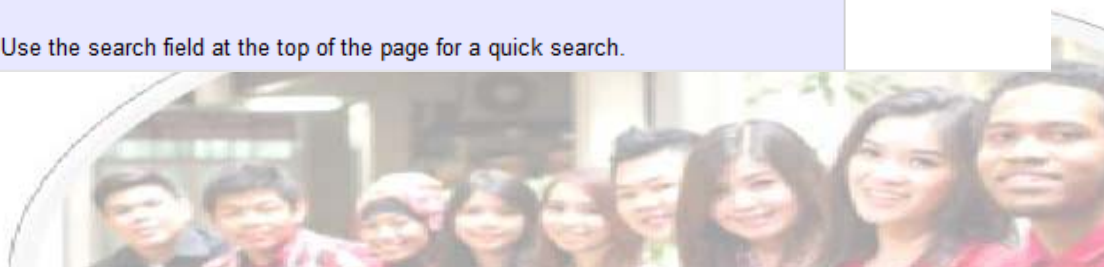 Use the search field at the top of the page for a quick search.